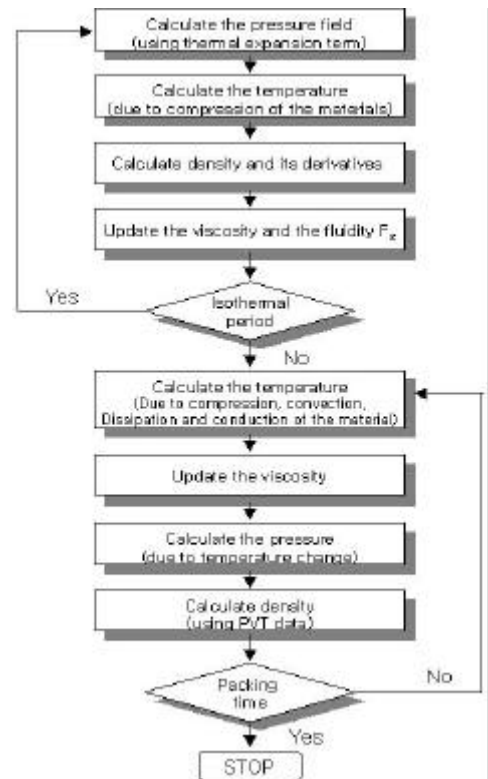 Calculate the pressure field
(using thermal expansion term)
Calculate the temperature
(due to compression of the materials)
Calculate density and its derivatives
Update the viscosity and the fluidity F
Yes
Isothermal
period
No
Calculate the temperature
(Due to compression, convection,
Dissipation and conduction of the material)
Update the viscosity
Calculate the pressure
(due to temperature change)
Calculate density
(using PVT data)
Packing
time
No
Yes
STOP